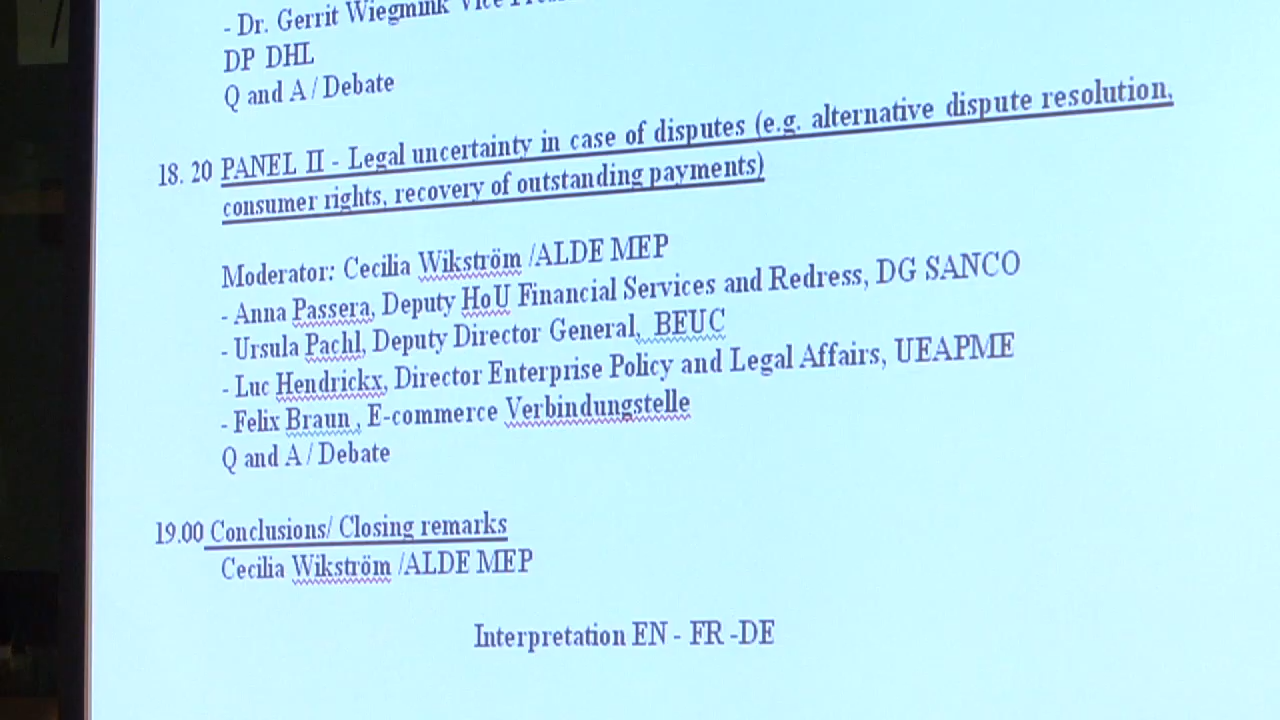 - Dr. Gerrit Wiegmink Vice
DP DHL
Q and A / Debate
18. 20 PANEL II - Legal uncertainty in case of disputes (e.g. alternative dispute resolution,
consumer rights, recovery of outstanding payments)
Moderator: Cecilia Wikström /ALDE MEP
- Anna Passera, Deputy HoU Financial Services and Redress, DG SANCO
- Ursula Pachl, Deputy Director General, BEUC
- Luc Hendrickx, Director Enterprise Policy and Legal Affairs, UEAPME
- Felix Braun , E-commerce Verbindungstelle
Q and A / Debate
19.00 Conclusions/ Closing remarks
Cecilia Wikström /ALDE MEP
Interpretation EN - FR -DE